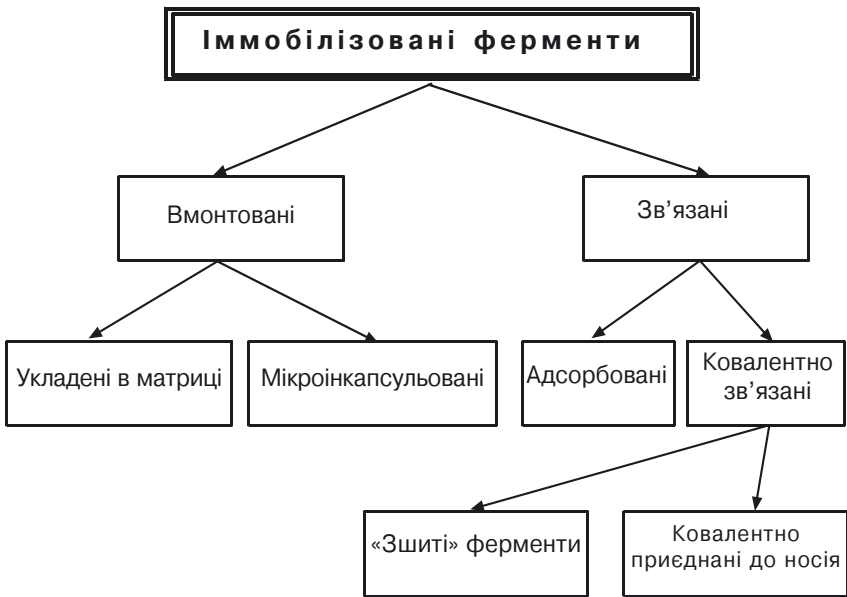 Іммобілізовані ферменти
Вмонтовані
Зв’язані
Укладені в матриці
Мікроінкапсульовані
Адсорбовані
Ковалентно
зв’язані
«Зшиті» ферменти
Ковалентно
приєднані до носія